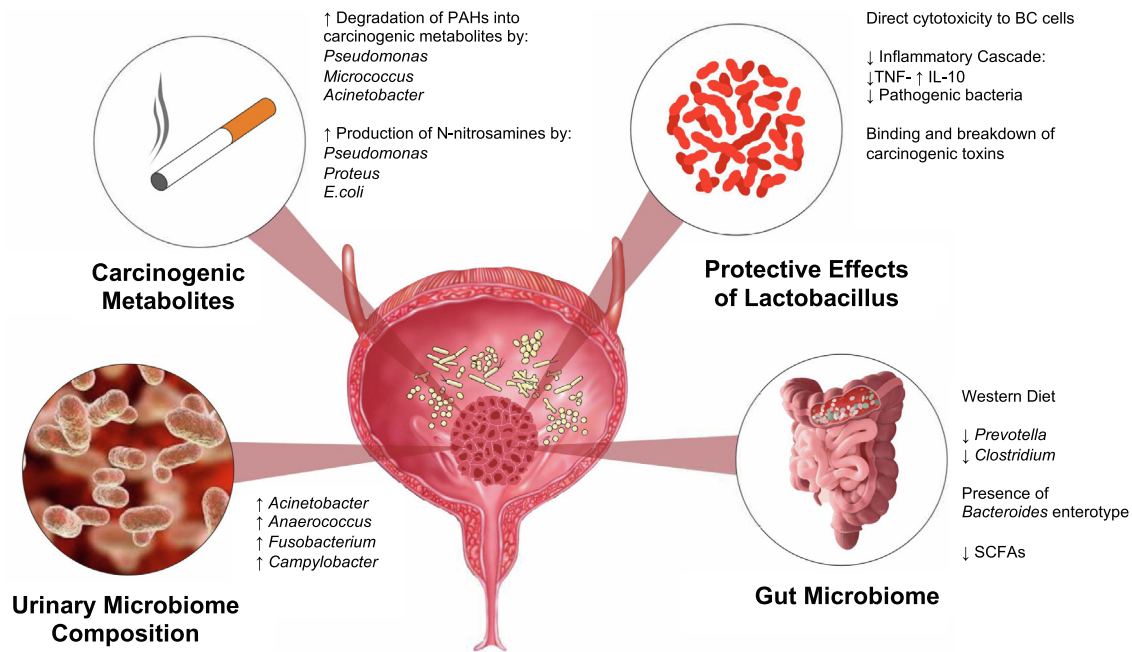 ↑ Degradation of PAHs into
carcinogenic metabolites by:
Pseudomonas
Micrococcus
Acinetobacter
↑ Production of N-nitrosamines by:
Pseudomonas
Proteus
E.coli
Carcinogenic
Metabolites
Direct cytotoxicity to BC cells
↓ Inflammatory Cascade:
↓TNF- ↑ IL-10
↓ Pathogenic bacteria
Binding and breakdown of
carcinogenic toxins
Protective Effects
of Lactobacillus
↑ Acinetobacter
↑ Anaerococcus
↑ Fusobacterium
↑ Campylobacter
Urinary Microbiome
Composition
Western Diet
↓ Prevotella
↓ Clostridium
Presence of
Bacteroides enterotype
↓ SCFAs
Gut Microbiome